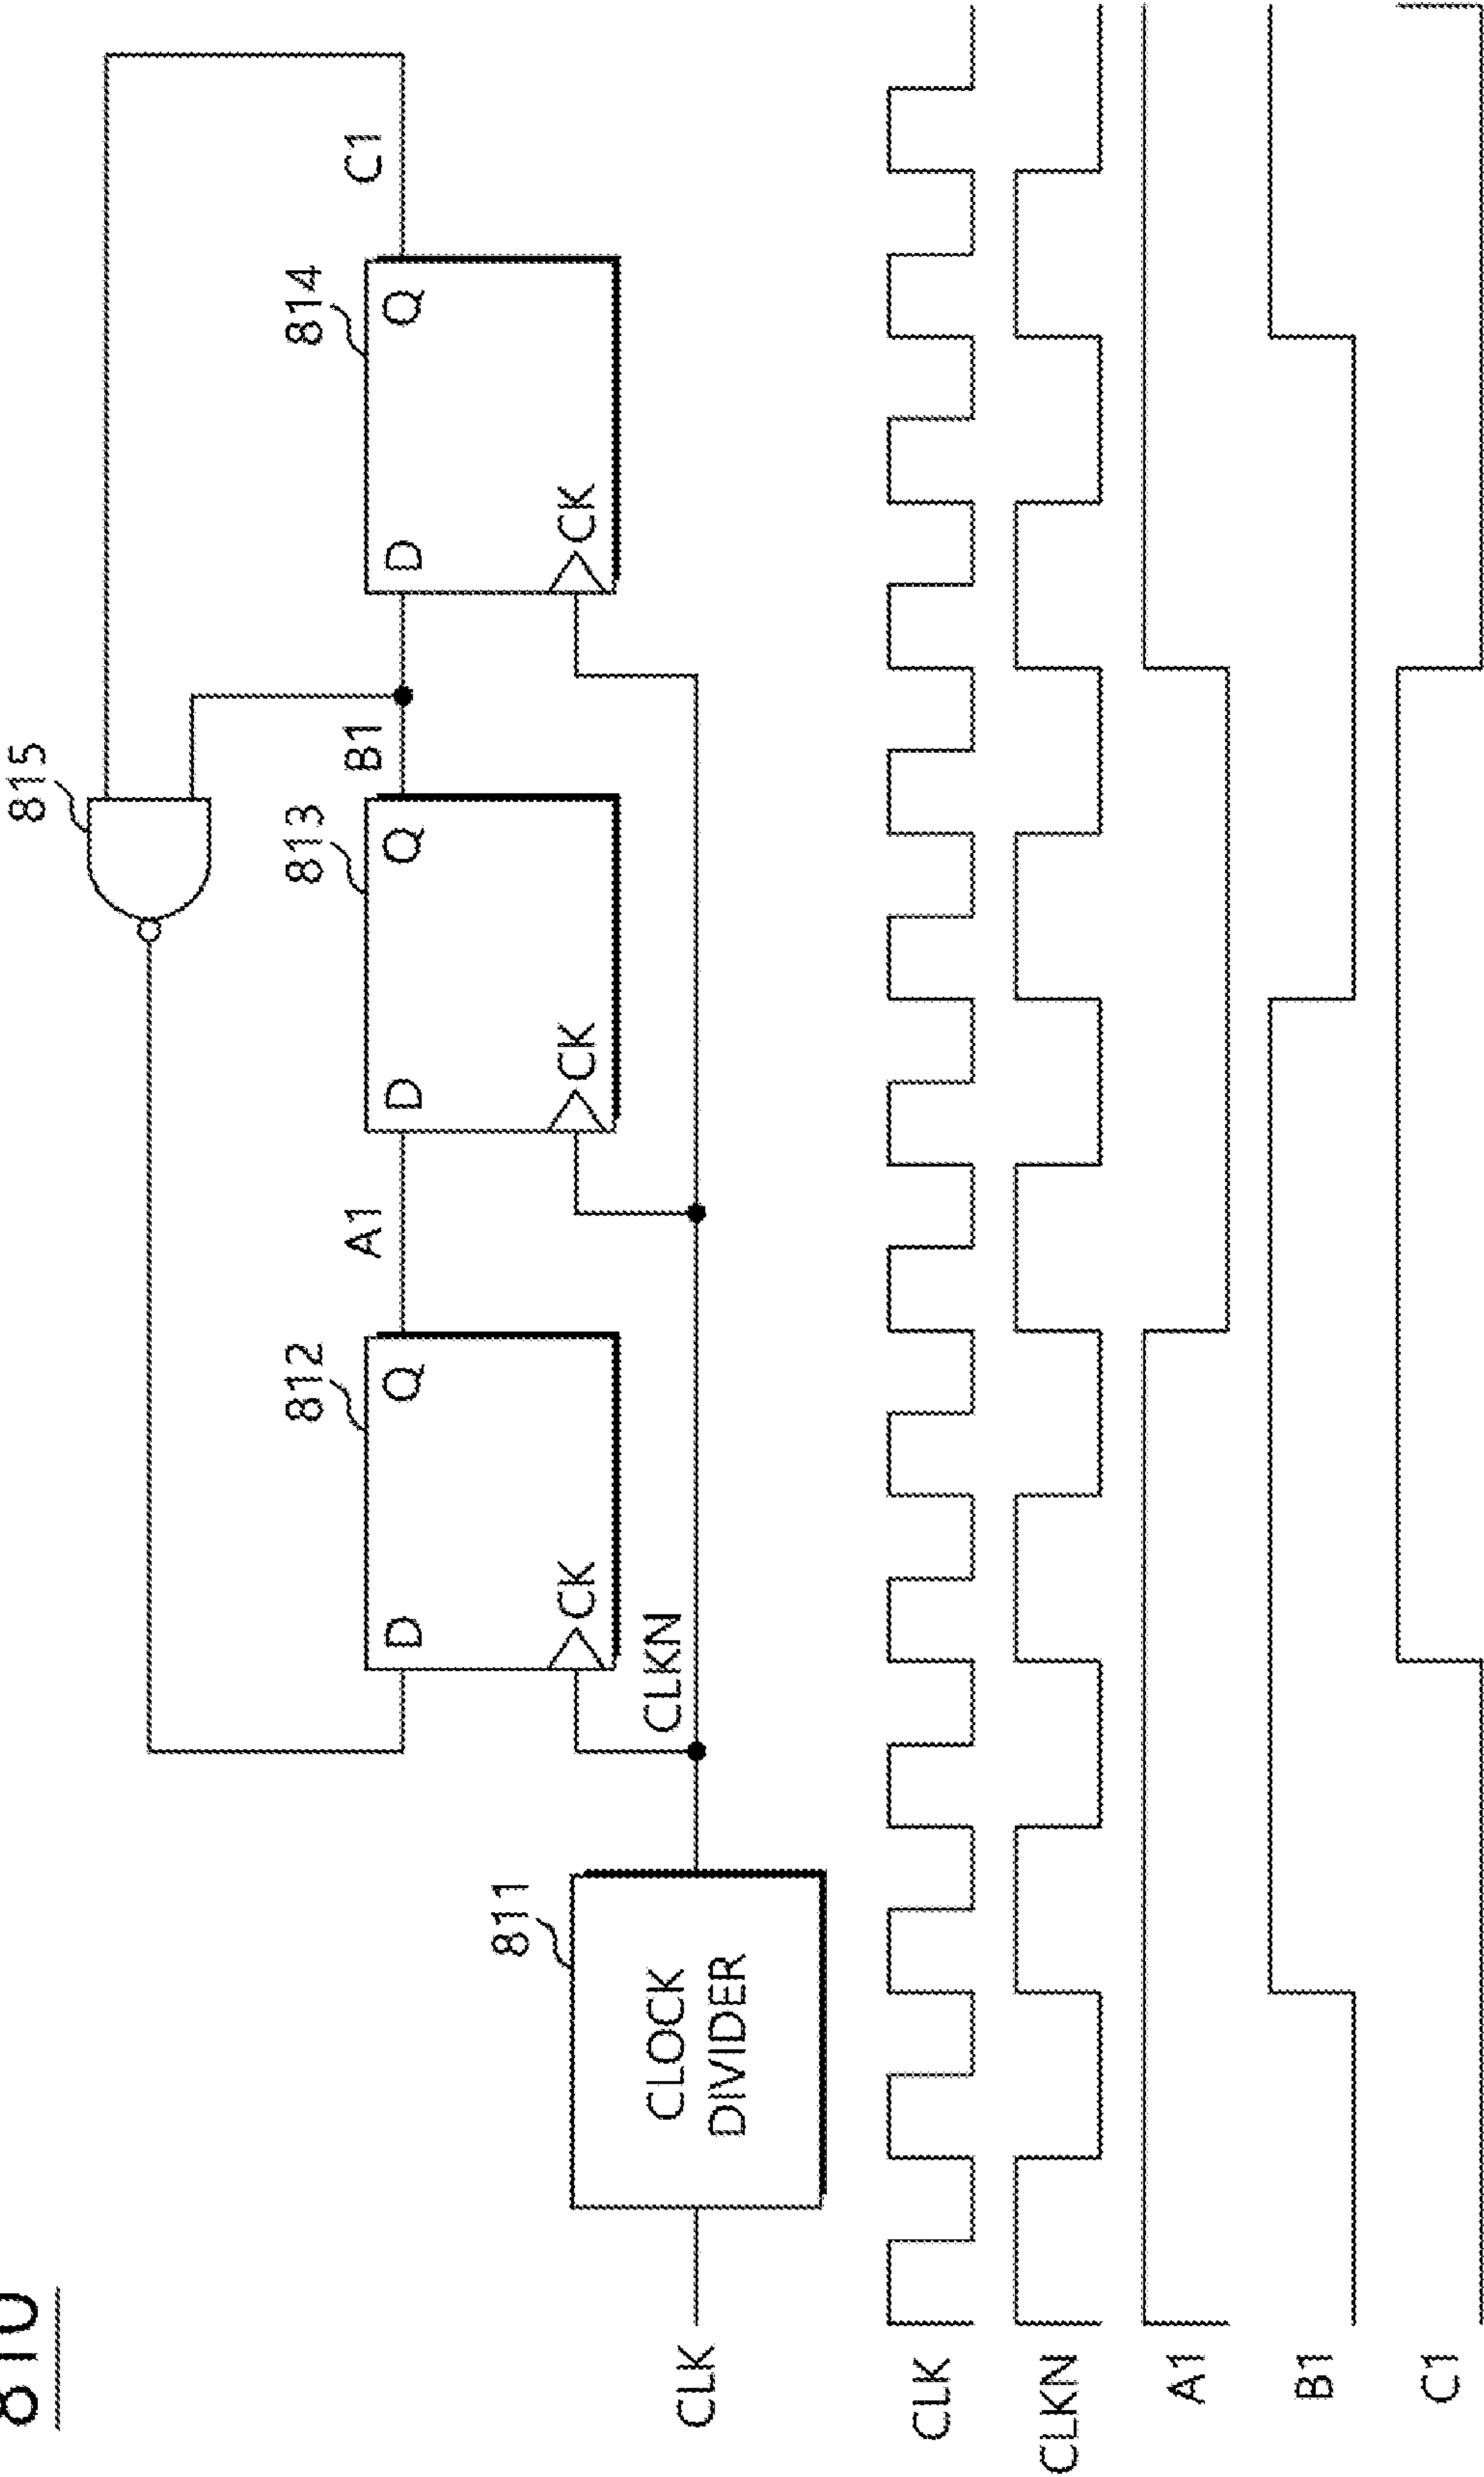 810
815
812
813
814
D
Q
A1
D
Q
B1
D
Q
C1
CK
CK
CK
811
CLKN
CLOCK
DIVIDER
CLK
CLK
CLKN
A1
B1
C1